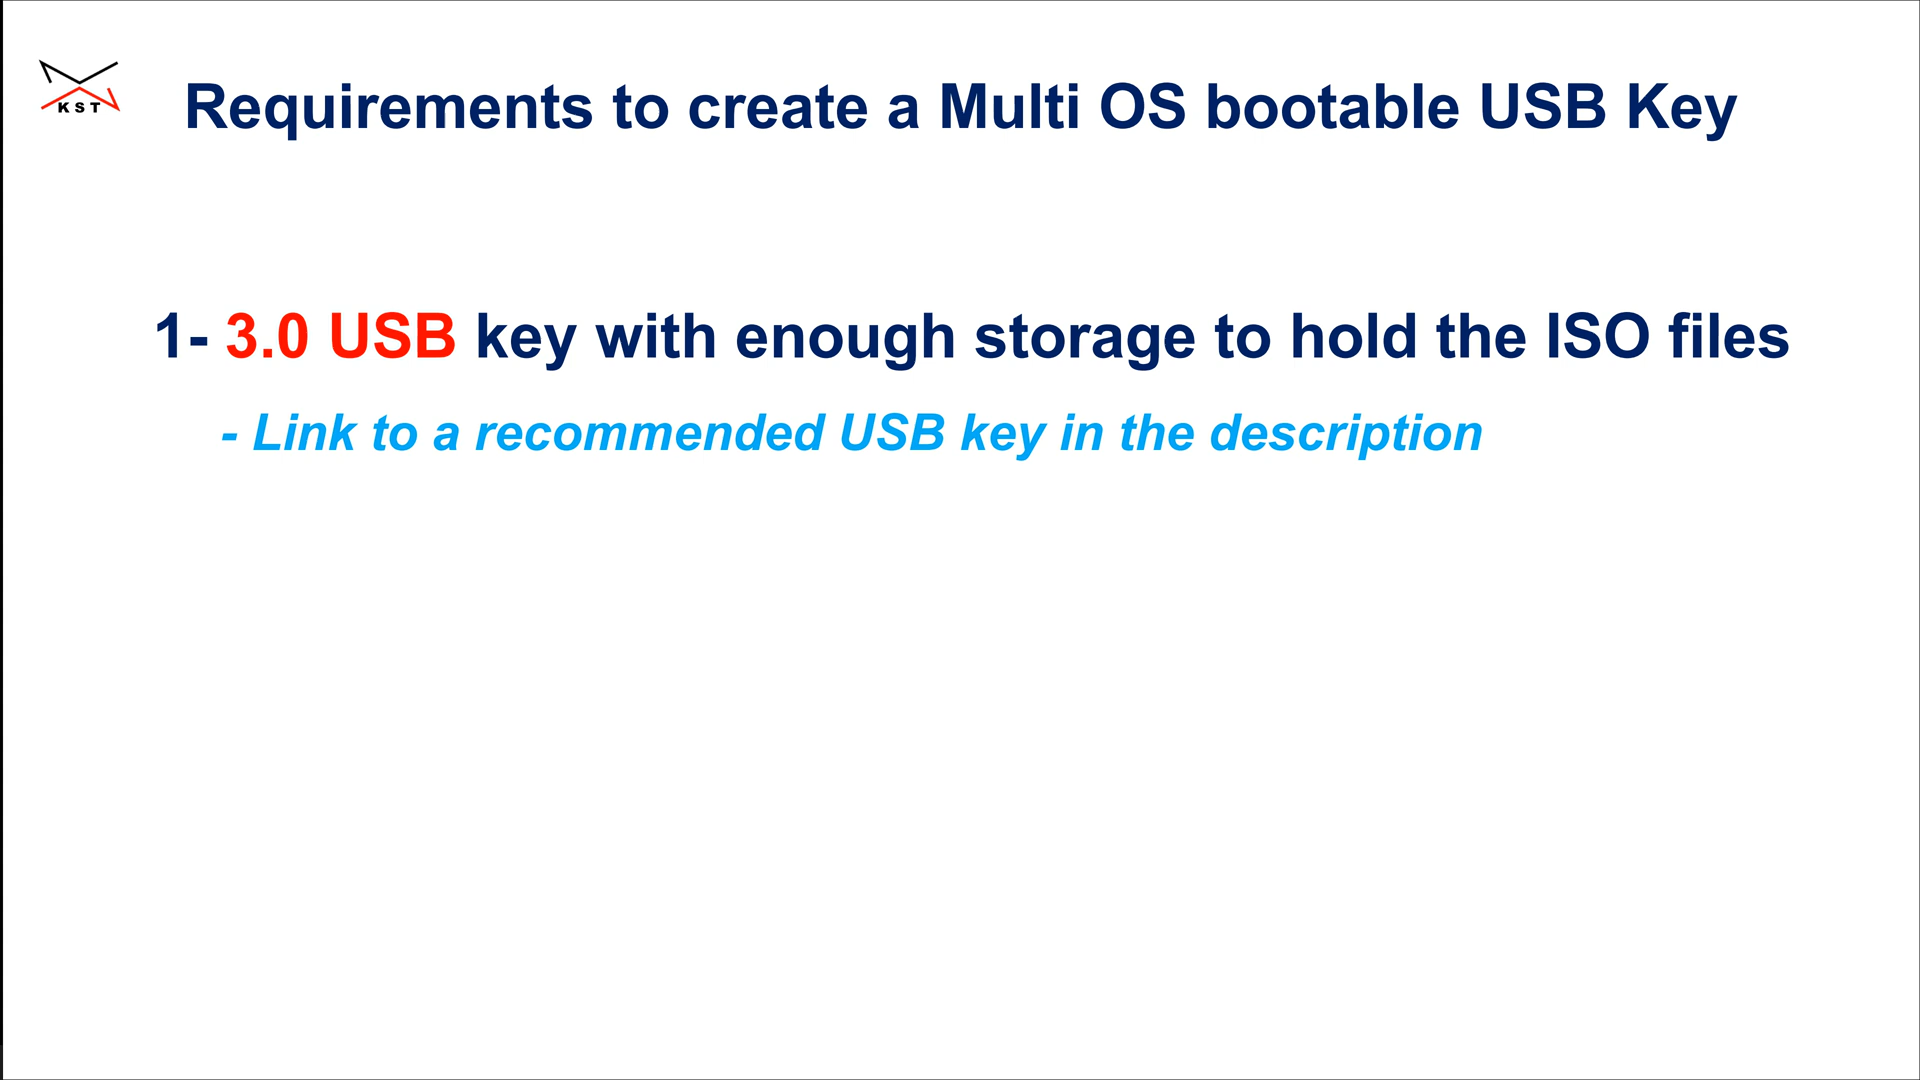 KST
Requirements to create a Multi OS bootable USB Key
1- 3.0 USB key with enough storage to hold the ISO files
- Link to a recommended USB key in the description